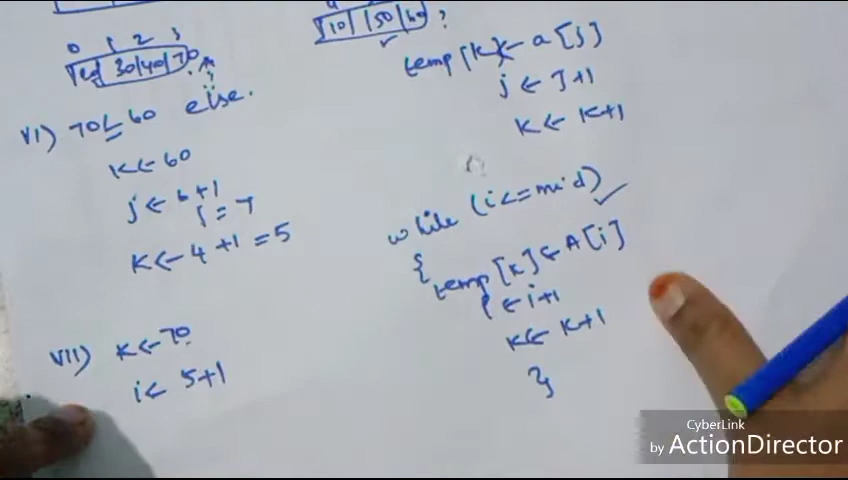 0 1 2 3
30/40/70
10 | 50 | 60 ?
VI) 70 ≤ 60 else.
k ← 60
j ← 6+1
j = 7
k ← 4+1 = 5
VII) k ← 70
i ← 5+1
temp [k] ← a [j]
j ← j+1
k ← k+1
while (i<=mid)
{
temp [k] ← A [i]
i ← i+1
k ← k+1
}
CyberLink
by ActionDirector